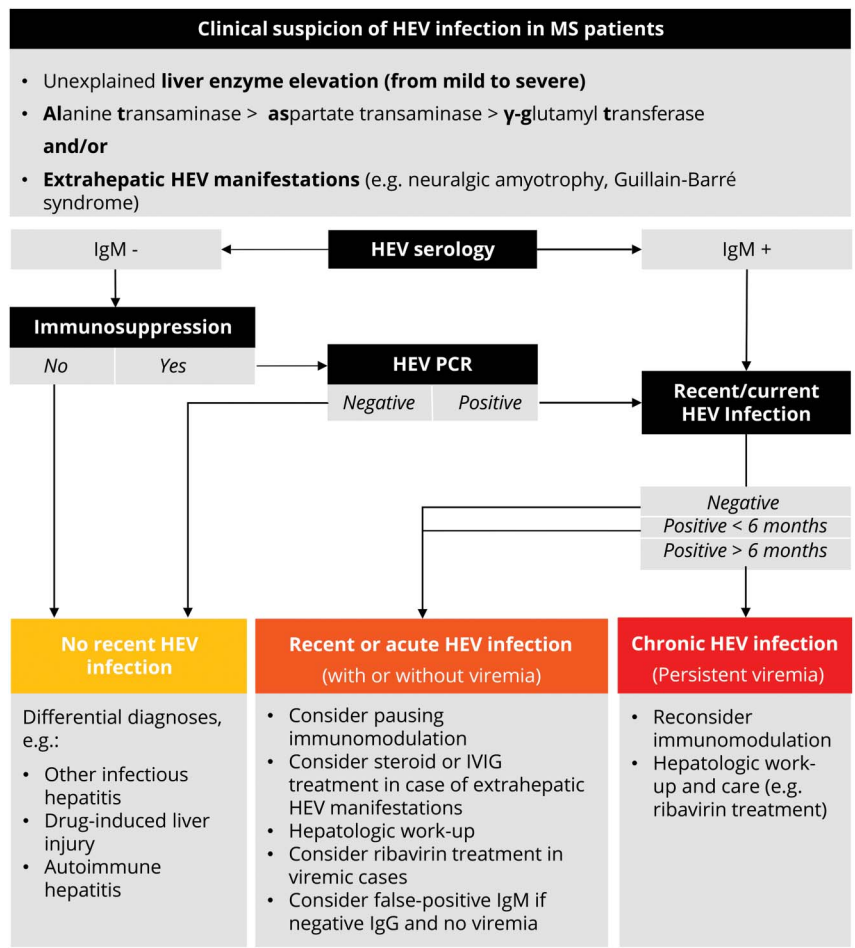 Clinical suspicion of HEV infection in MS patients
• Unexplained liver enzyme elevation (from mild to severe)
• Alanine transaminase > aspartate transaminase > γ-glutamyl transferase
and/or
• Extrahepatic HEV manifestations (e.g. neuralgic amyotrophy, Guillain-Barré
syndrome)
IgM -
HEV serology
IgM +
Immunosuppression
No
Yes
HEV PCR
Negative
Positive
Recent/current
HEV Infection
Negative
Positive < 6 months
Positive > 6 months
No recent HEV
infection
Differential diagnoses,
e.g.:
• Other infectious
hepatitis
• Drug-induced liver
injury
• Autoimmune
hepatitis
Recent or acute HEV infection
(with or without viremia)
• Consider pausing
immunomodulation
• Consider steroid or IVIG
treatment in case of extrahepatic
HEV manifestations
• Hepatologic work-up
• Consider ribavirin treatment in
viremic cases
• Consider false-positive IgM if
negative IgG and no viremia
Chronic HEV infection
(Persistent viremia)
• Reconsider
immunomodulation
• Hepatologic work-
up and care (e.g.
ribavirin treatment)